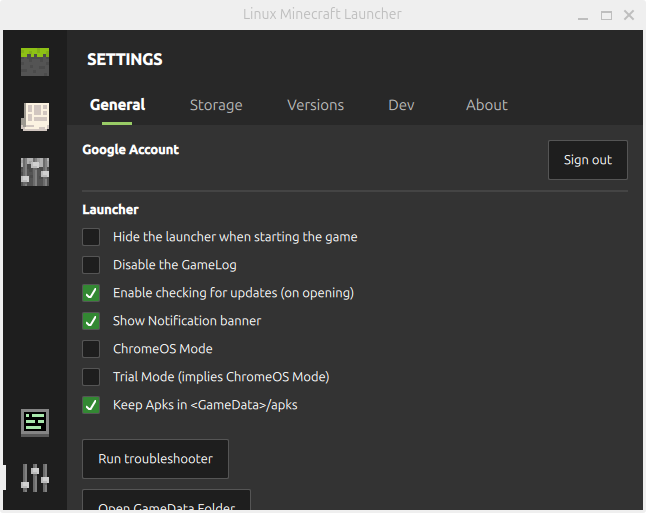 Linux Minecraft Launcher
SETTINGS
General Storage Versions Dev About
Google Account
Sign out
Launcher
Hide the launcher when starting the game
Disable the GameLog
Enable checking for updates (on opening)
Show Notification banner
ChromeOS Mode
Trial Mode (implies ChromeOS Mode)
Keep Apks in <GameData>/apks
Run troubleshooter
Open GameData Folder